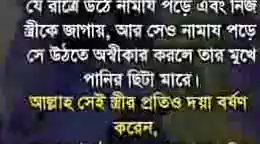 যে রাত্রে উঠে নামায পড়ে এবং নিজ
স্ত্রীকে জাগায়, আর সেও নামায পড়ে
সে উঠতে অস্বীকার করলে তার মুখে
পানির ছিটা মারে।
আল্লাহ সেই স্ত্রীর প্রতিও দয়া বর্ষণ
করেন,